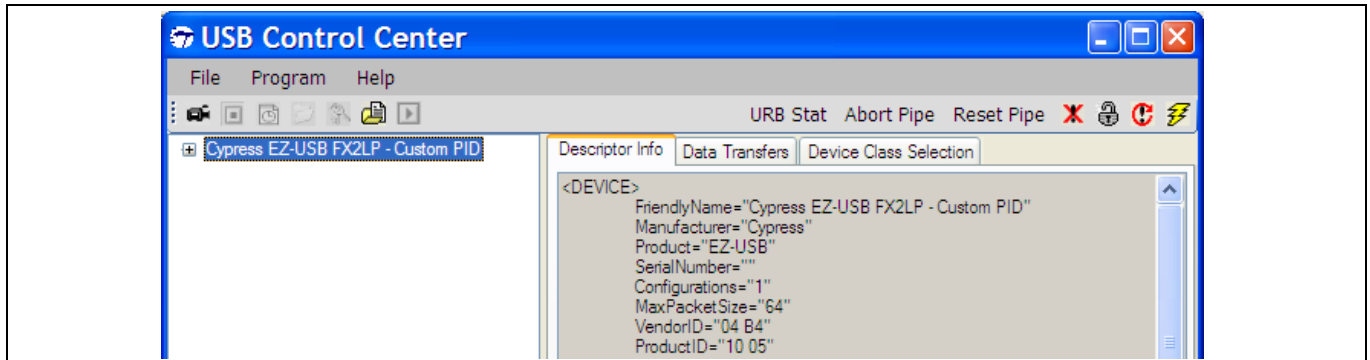 USB Control Center
File Program Help
URB Stat Abort Pipe Reset Pipe
Cypress EZ-USB FX2LP - Custom PID
Descriptor Info Data Transfers Device Class Selection
<DEVICE>
FriendlyName="Cypress EZ-USB FX2LP - Custom PID"
Manufacturer="Cypress"
Product="EZ-USB"
SerialNumber=""
Configurations="1"
MaxPacketSize="64"
VendorID="04 B4"
ProductID="10 05"